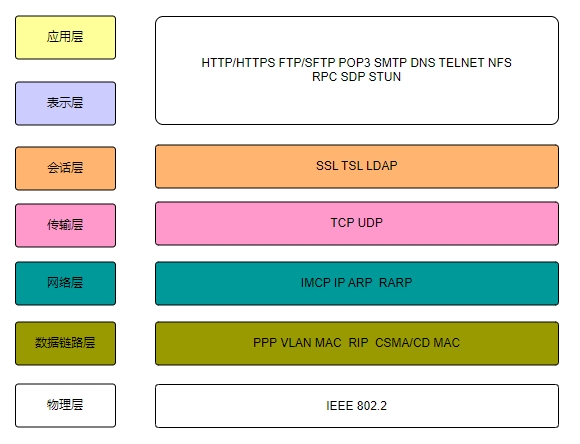 应用层
HTTP/HTTPS FTP/SFTP POP3 SMTP DNS TELNET NFS
RPC SDP STUN
表示层
会话层
SSL TSL LDAP
传输层
TCP UDP
网络层
IMCP IP ARP  RARP
数据链路层
PPP VLAN MAC  RIP  CSMA/CD MAC
物理层
IEEE 802.2